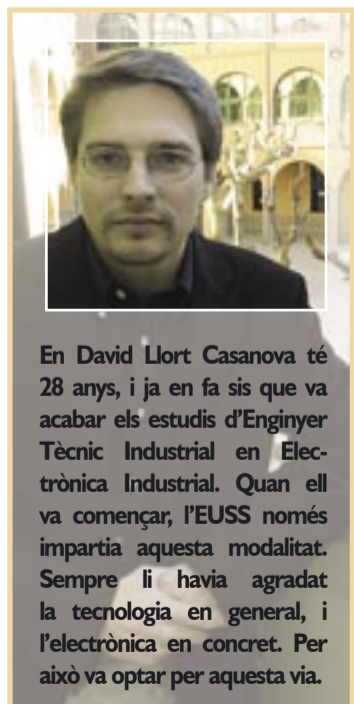 En David Llort Casanova té
28 anys, i ja en fa sis que va
acabar els estudis d’Enginyer
Tècnic Industrial en Elec-
trònica Industrial. Quan ell
va començar, l’EUSS només
impartia aquesta modalitat.
Sempre li havia agradat
la tecnologia en general, i
l’electrònica en concret. Per
això va optar per aquesta via.